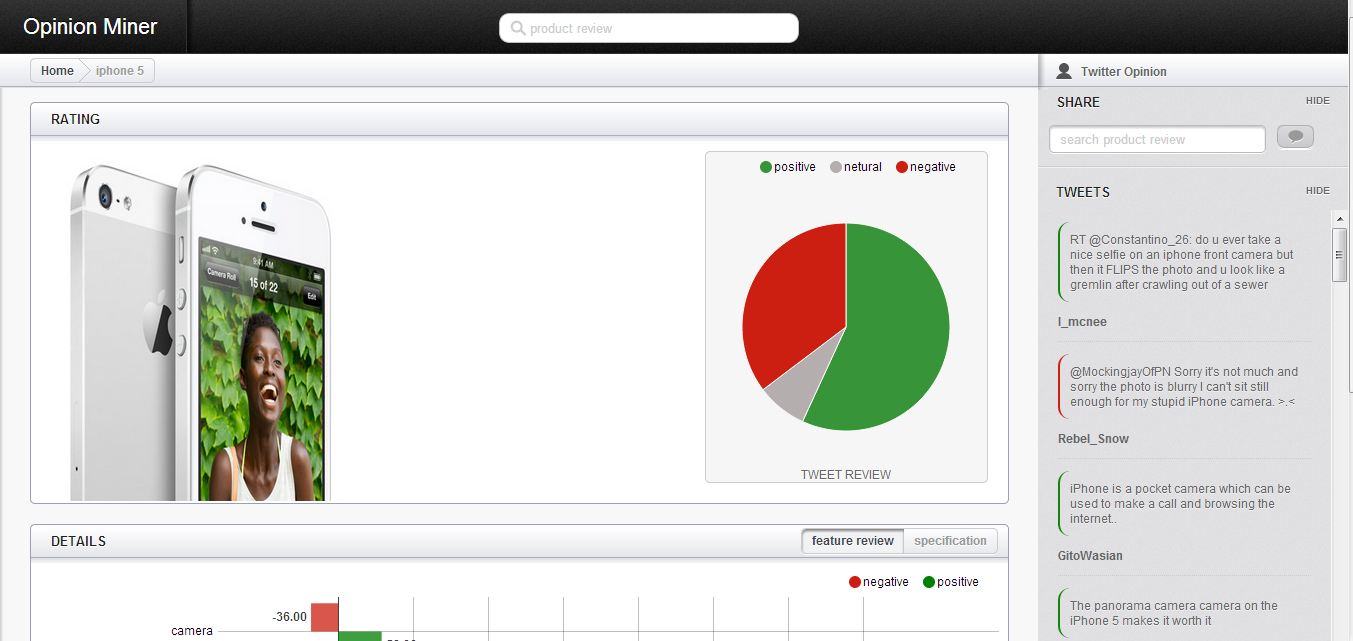 Opinion Miner
product review
Home
iphone 5
Twitter Opinion
RATING
SHARE
HIDE
search product review
positive
netural
negative
TWEET REVIEW
9:41 AM
Camera Roll
15 of 22
Edit
TWEETS
HIDE
RT @Constantino_26: do u ever take a
nice selfie on an iphone front camera but
then it FLIPS the photo and u look like a
gremlin after crawling out of a sewer
l_mcnee
@MockingjayOfPN Sorry it's not much and
sorry the photo is blurry I can't sit still
enough for my stupid iPhone camera. >.<
Rebel_Snow
iPhone is a pocket camera which can be
used to make a call and browsing the
internet..
GitoWasian
The panorama camera camera on the
iPhone 5 makes it worth it
DETAILS
feature review
specification
negative
positive
-36.00
camera